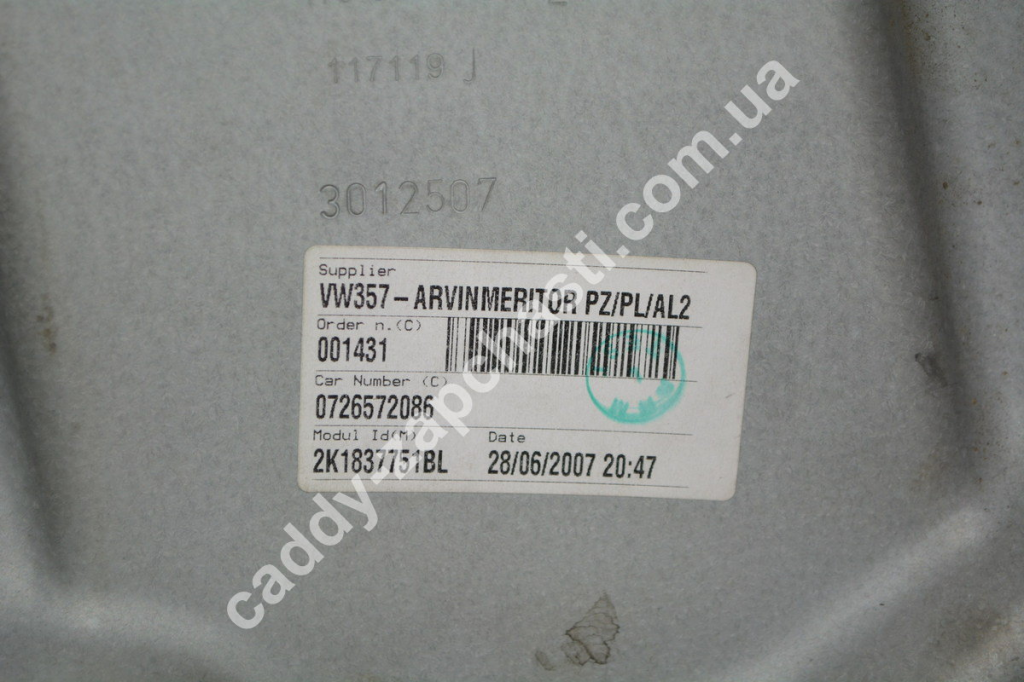 117119 J
3012507
Supplier
VW357-ARVINMERITOR PZ/PL/AL2
Order n.(C)
001431
Car Number (C)
0726572086
Modul Id(M) Date
2K1837751BL 28/06/2007 20:47
caddy-zapchasti.com.ua